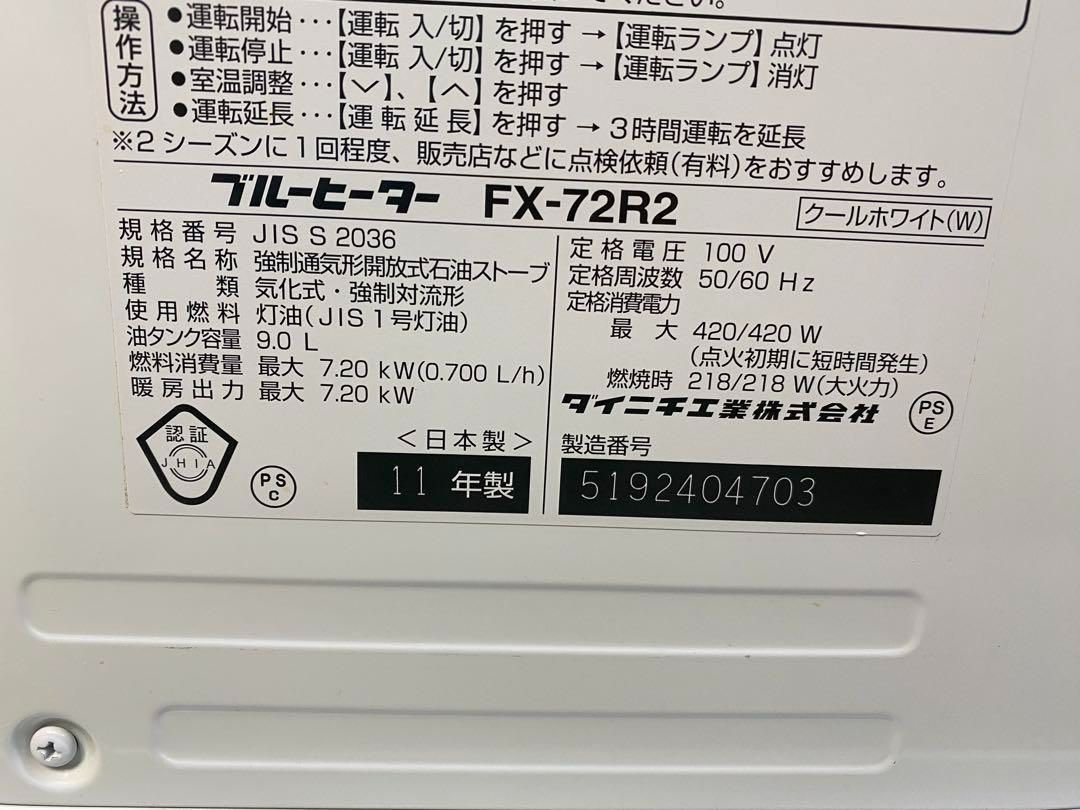 ください。
操作方法
●運転開始・・・【運転 入/切】を押す → 【運転ランプ】点灯
●運転停止・・・【運転 入/切】を押す → 【運転ランプ】消灯
●室温調整・・・【∨】、【∧】を押す
●運転延長・・・【運転延長】を押す → 3時間運転を延長
※2シーズンに1回程度、販売店などに点検依頼(有料)をおすすめします。
ブルーヒーター FX-72R2 クールホワイト(W)
規格番号 JIS S 2036
規格名称 強制通気形開放式石油ストーブ
種類 気化式・強制対流形
使用燃料 灯油(JIS1号灯油)
油タンク容量 9.0 L
燃料消費量 最大 7.20 kW(0.700 L/h)
暖房出力 最大 7.20 kW
認証
JHIA
PS
C
<日本製>
11 年製
定格電圧 100 V
定格周波数 50/60 Hz
定格消費電力
最大 420/420 W
(点火初期に短時間発生)
燃焼時 218/218 W(大火力)
ダイニチ工業株式会社
PS
E
製造番号
5192404703